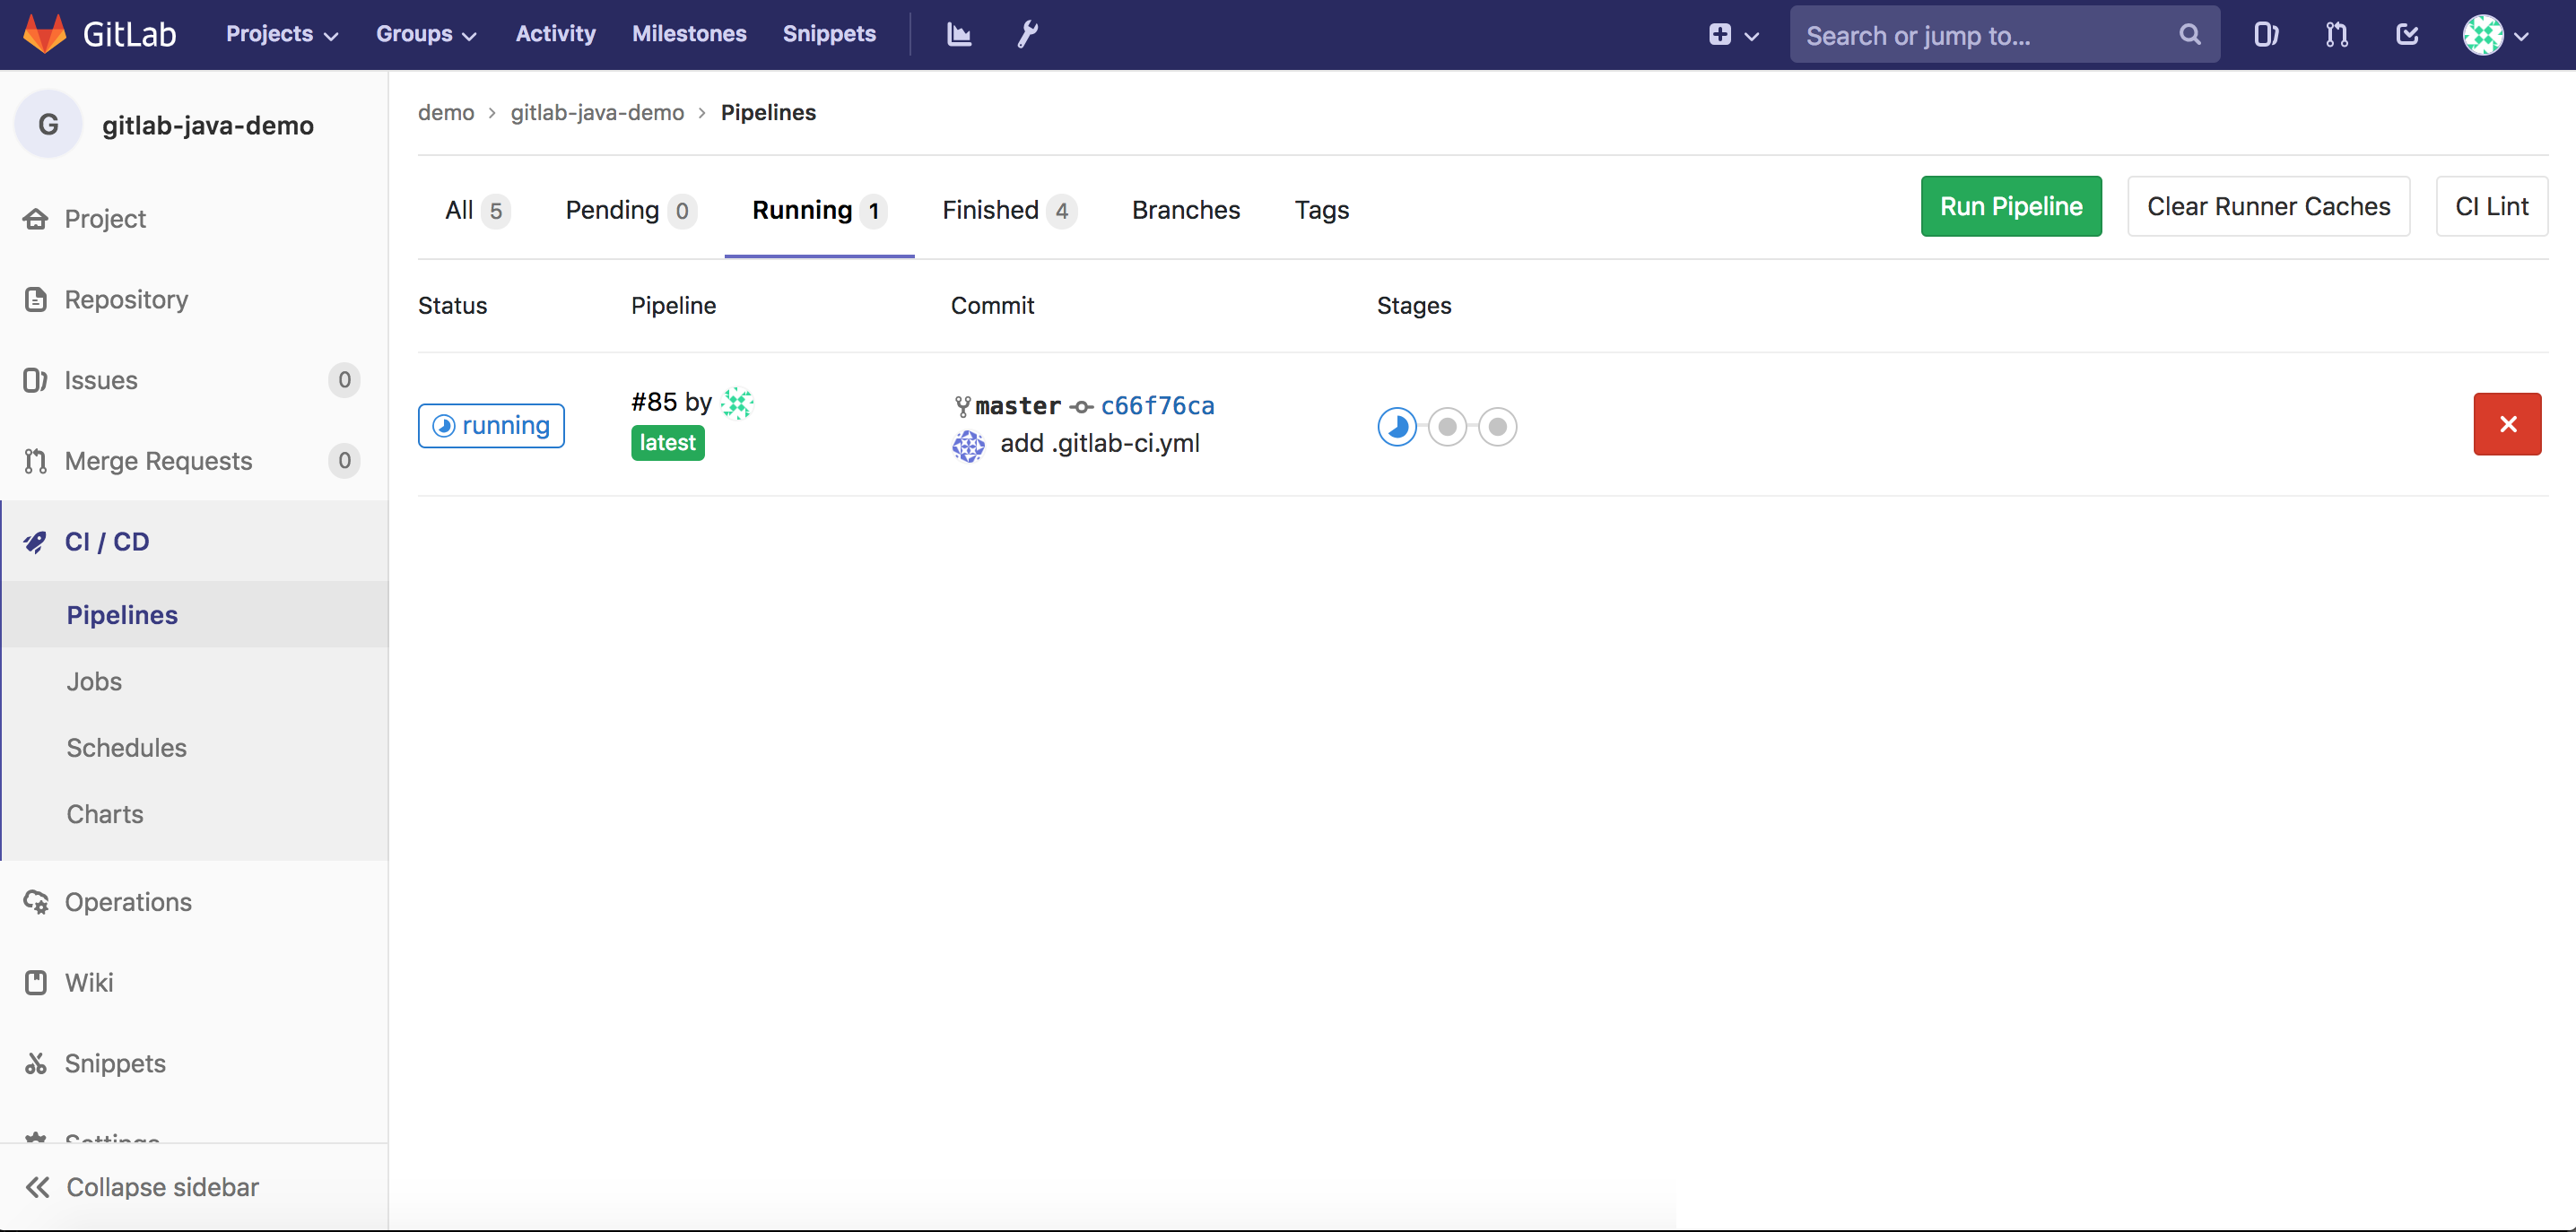 GitLab Projects Groups Activity Milestones Snippets Search or jump to...
G gitlab-java-demo
demo › gitlab-java-demo › Pipelines
Project
Repository
Issues 0
Merge Requests 0
CI / CD
Pipelines
Jobs
Schedules
Charts
Operations
Wiki
Snippets
Settings
Collapse sidebar
All 5 Pending 0 Running 1 Finished 4 Branches Tags Run Pipeline Clear Runner Caches CI Lint
Status Pipeline Commit Stages
running
#85 by
latest
master c66f76ca
add .gitlab-ci.yml